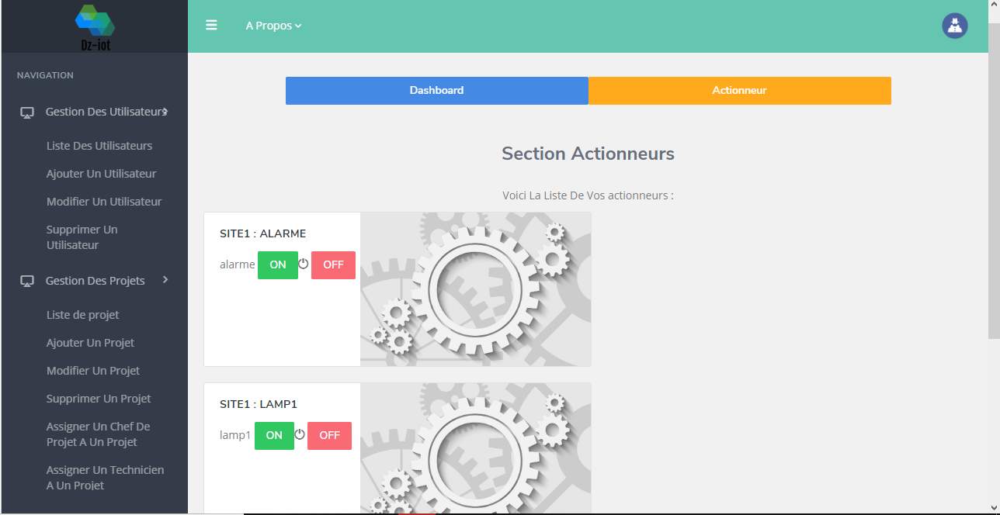 Dz-iot
A Propos
NAVIGATION
Gestion Des Utilisateurs
Liste Des Utilisateurs
Ajouter Un Utilisateur
Modifier Un Utilisateur
Supprimer Un
Utilisateur
Gestion Des Projets
Liste de projet
Ajouter Un Projet
Modifier Un Projet
Supprimer Un Projet
Assigner Un Chef De
Projet A Un Projet
Assigner Un Technicien
A Un Projet
Dashboard
Actionneur
Section Actionneurs
Voici La Liste De Vos actionneurs :
SITE1 : ALARME
alarme ON OFF
SITE1 : LAMP1
lamp1 ON OFF